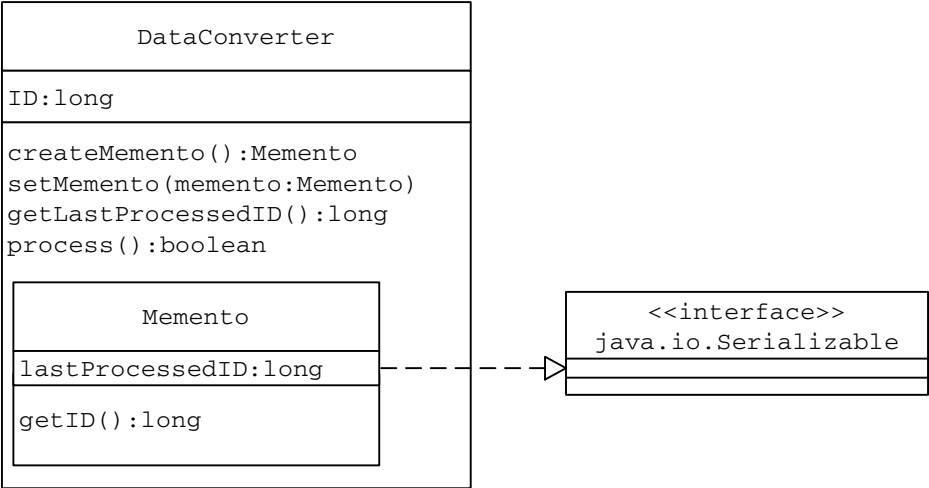 DataConverter
ID:long
createMemento():Memento
setMemento(memento:Memento)
getLastProcessedID():long
process():boolean
Memento
lastProcessedID:long
getID():long
<<interface>>
java.io.Serializable